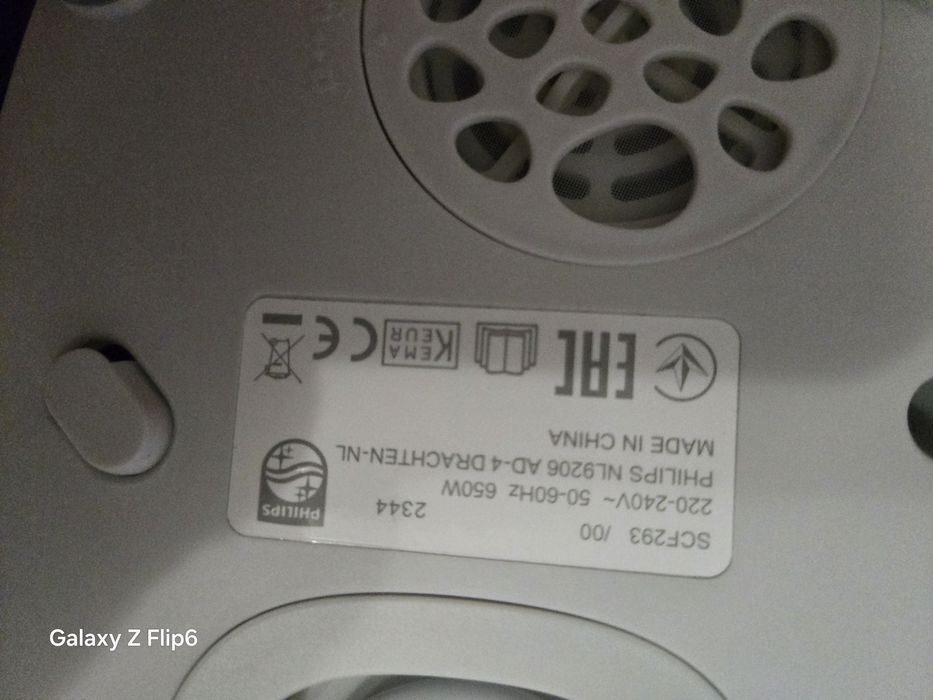 SCF293 /00
220-240V~ 50-60Hz 650W 2344
PHILIPS NL9206 AD-4 DRACHTEN-NL
MADE IN CHINA
PHILIPS
EAC
KEMA
KEUR
CE
Galaxy Z Flip6